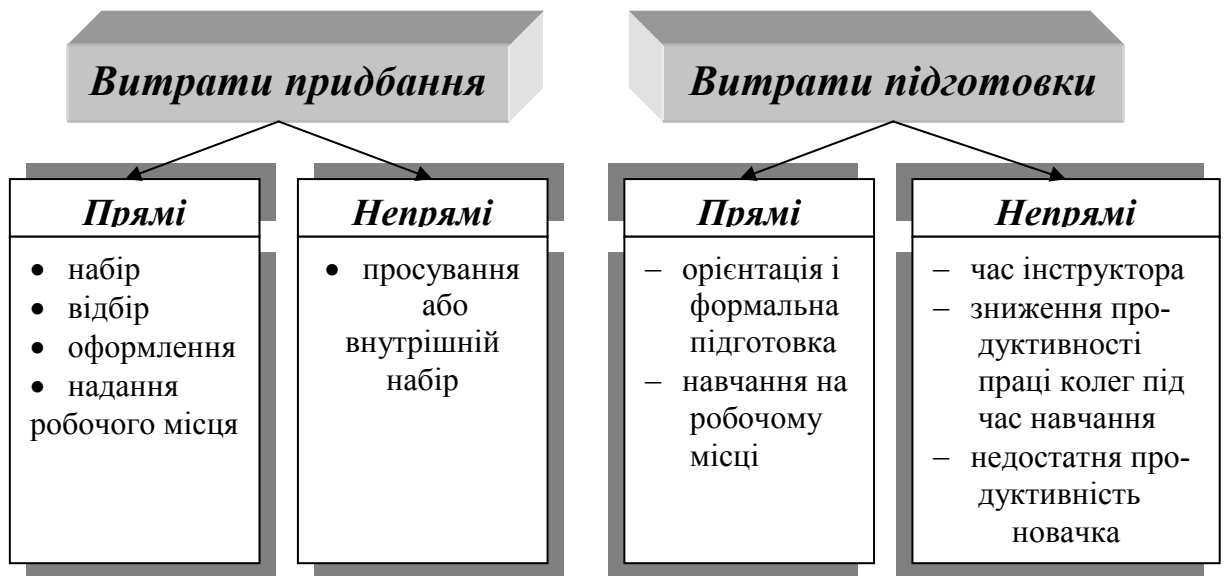 Витрати придбання
Витрати підготовки
Прямі
• набір
• відбір
• оформлення
• надання
робочого місця
Непрямі
• просування
або
внутрішній
набір
Прямі
– орієнтація і
формальна
підготовка
– навчання на
робочому
місці
Непрямі
– час інструктора
– зниження про-
дуктивності
праці колег під
час навчання
– недостатня про-
дуктивність
новачка